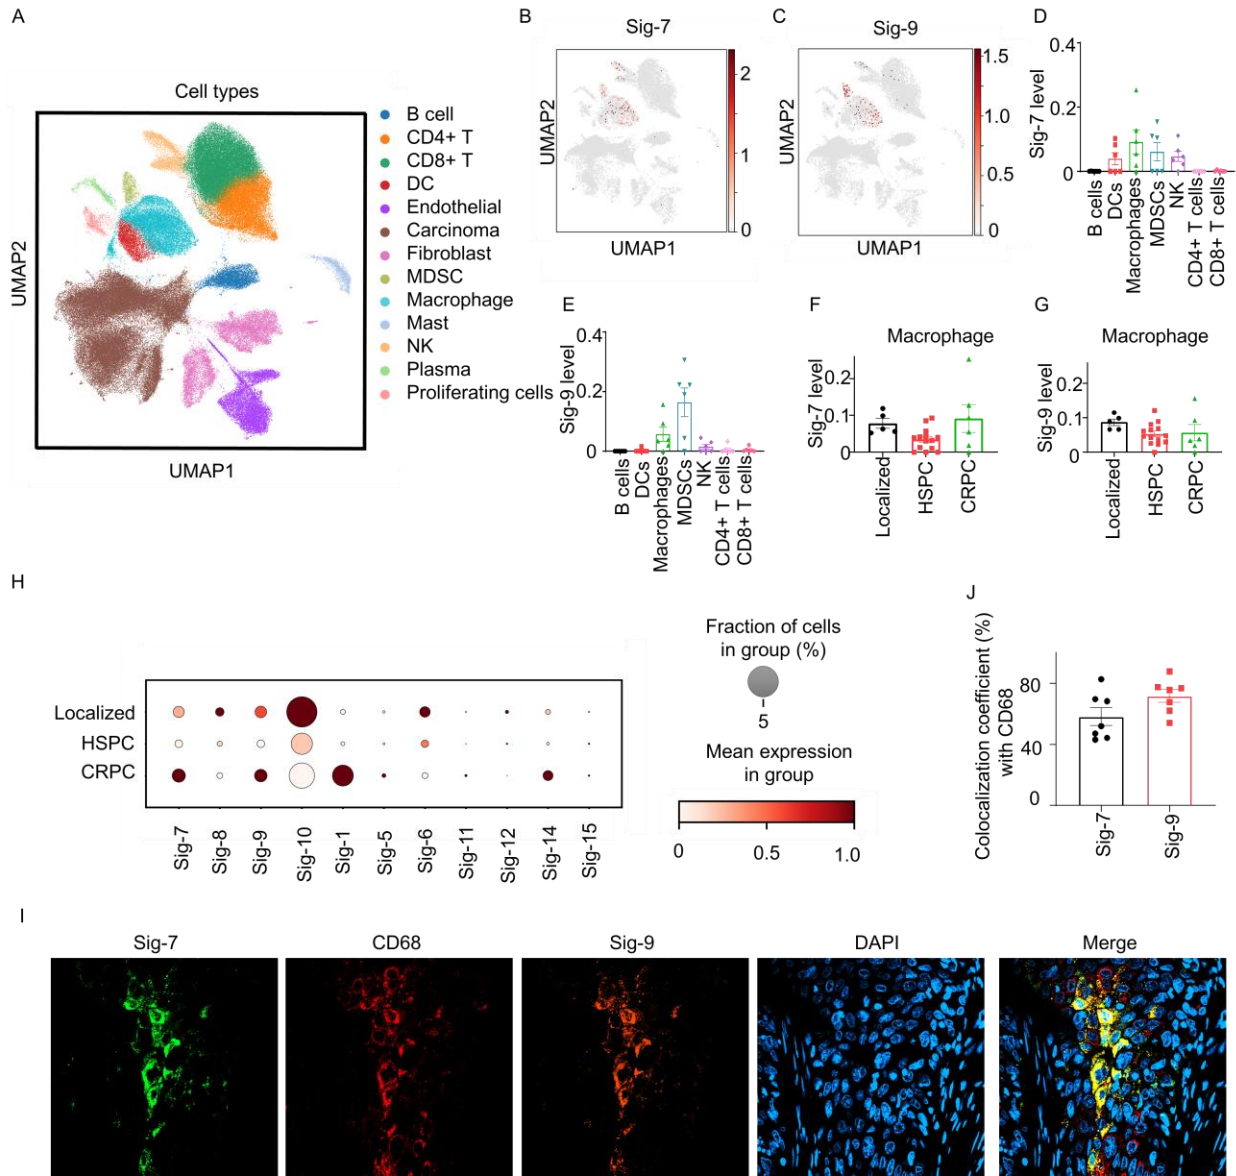 A
Cell types
UMAP2
UMAP1
B cell
CD4+ T
CD8+ T
DC
Endothelial
Carcinoma
Fibroblast
MDSC
Macrophage
Mast
NK
Plasma
Proliferating cells
B
Sig-7
UMAP2
UMAP1
2
1
0
C
Sig-9
UMAP2
UMAP1
1.5
1.0
0.5
0
D
Sig-7 level
0.4
0.2
0
B cells
DCs
Macrophages
MDSCs
NK
CD4+ T cells
CD8+ T cells
E
Sig-9 level
0.4
0.2
0
B cells
DCs
Macrophages
MDSCs
NK
CD4+ T cells
CD8+ T cells
F
Macrophage
Sig-7 level
0.2
0.1
0
Localized
HSPC
CRPC
G
Macrophage
Sig-9 level
0.2
0.1
0
Localized
HSPC
CRPC
H
Localized
HSPC
CRPC
Sig-7
Sig-8
Sig-9
Sig-10
Sig-1
Sig-5
Sig-6
Sig-11
Sig-12
Sig-14
Sig-15
Fraction of cells
in group (%)
5
Mean expression
in group
0
0.5
1.0
J
Colocalization coefficient (%)
with CD68
80
40
0
Sig-7
Sig-9
I
Sig-7
CD68
Sig-9
DAPI
Merge